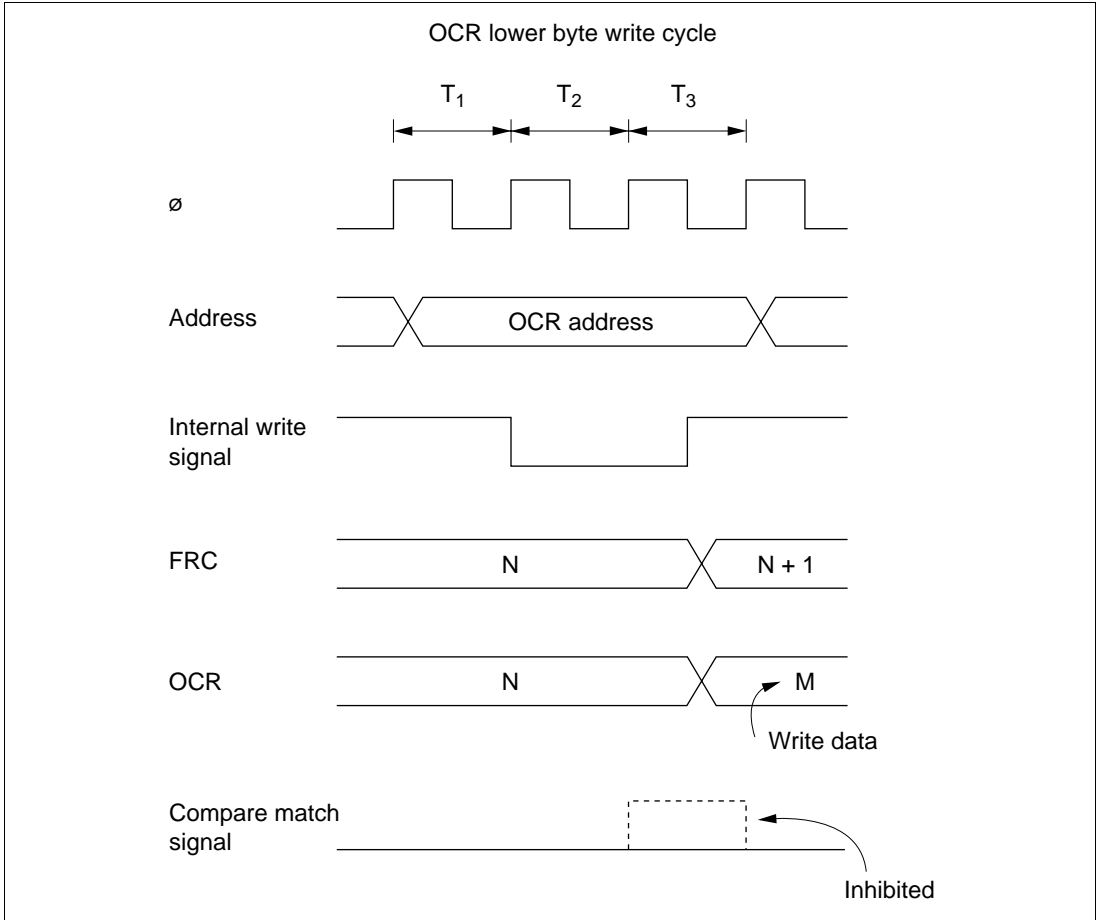 OCR lower byte write cycle
T₁ T₂ T₃
ø
Address
OCR address
Internal write
signal
FRC
N
N + 1
OCR
N
M
Write data
Compare match
signal
Inhibited